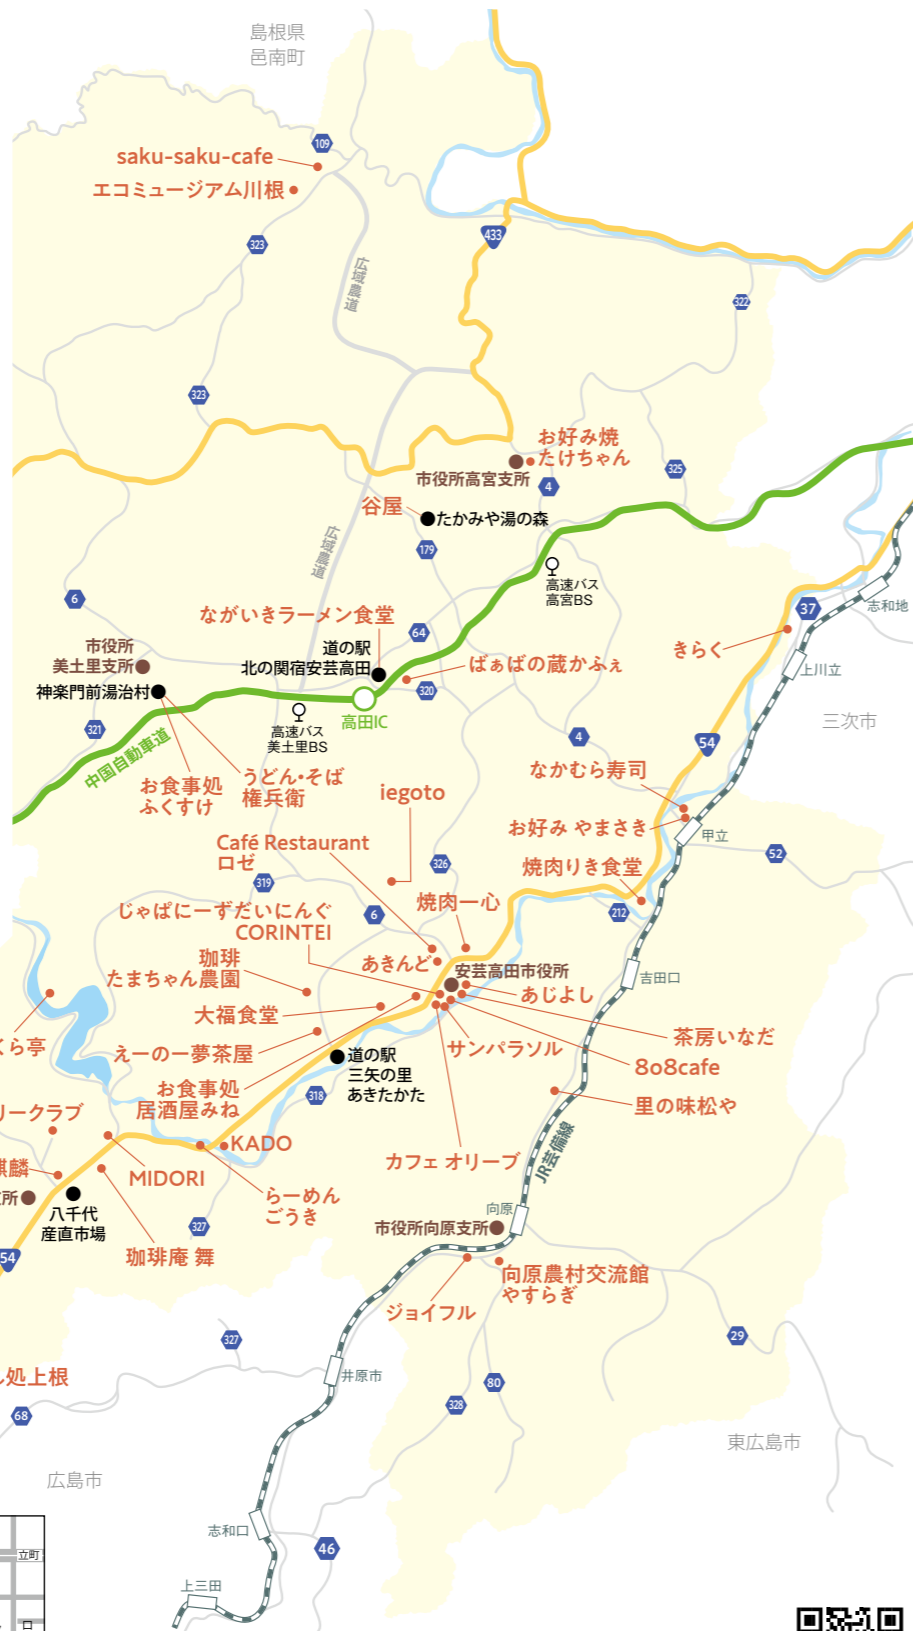 島根県
邑南町
109
saku-saku-cafe
エコミュージアム川根
323
433
広域農道
322
323
お好み焼
たけちゃん
市役所高宮支所
325
4
谷屋
たかみや湯の森
広域農道
179
高速バス
高宮BS
6
37
志和地
ながいきラーメン食堂
64
市役所
美土里支所
道の駅
北の関宿安芸高田
きらく
ばぁばの蔵かふぇ
上川立
神楽門前湯治村
320
高田IC
321
高速バス
美土里BS
三次市
中国自動車道
4
54
お食事処
ふくすけ
うどん・そば
権兵衛
なかむら寿司
iegoto
お好み やまさき
甲立
Café Restaurant
ロゼ
326
52
319
焼肉りき食堂
じゃぱにーずだいにんぐ
CORINTEI
6
焼肉一心
212
珈琲
たまちゃん農園
あきんど
安芸高田市役所
吉田口
あじよし
大福食堂
くら亭
えーのー夢茶屋
サンパラソル
茶房いなだ
道の駅
三矢の里
あきたかた
8o8cafe
お食事処
居酒屋みね
318
里の味松や
リークラブ
KADO
カフェ オリーブ
JR芸備線
麒麟
MIDORI
所
らーめん
ごうき
八千代
産直市場
向原
327
市役所向原支所
54
珈琲庵 舞
向原農村交流館
やすらぎ
ジョイフル
327
29
井原市
し処上根
80
328
68
東広島市
広島市
志和口
46
立町
上三田